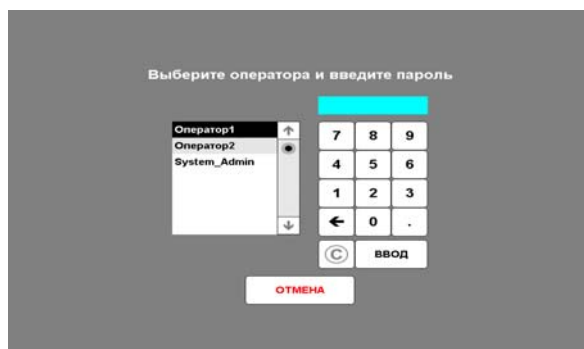 Выберите оператора и введите пароль
Оператор1
Оператор2
System_Admin
7 8 9
4 5 6
1 2 3
← 0 .
C ВВОД
ОТМЕНА